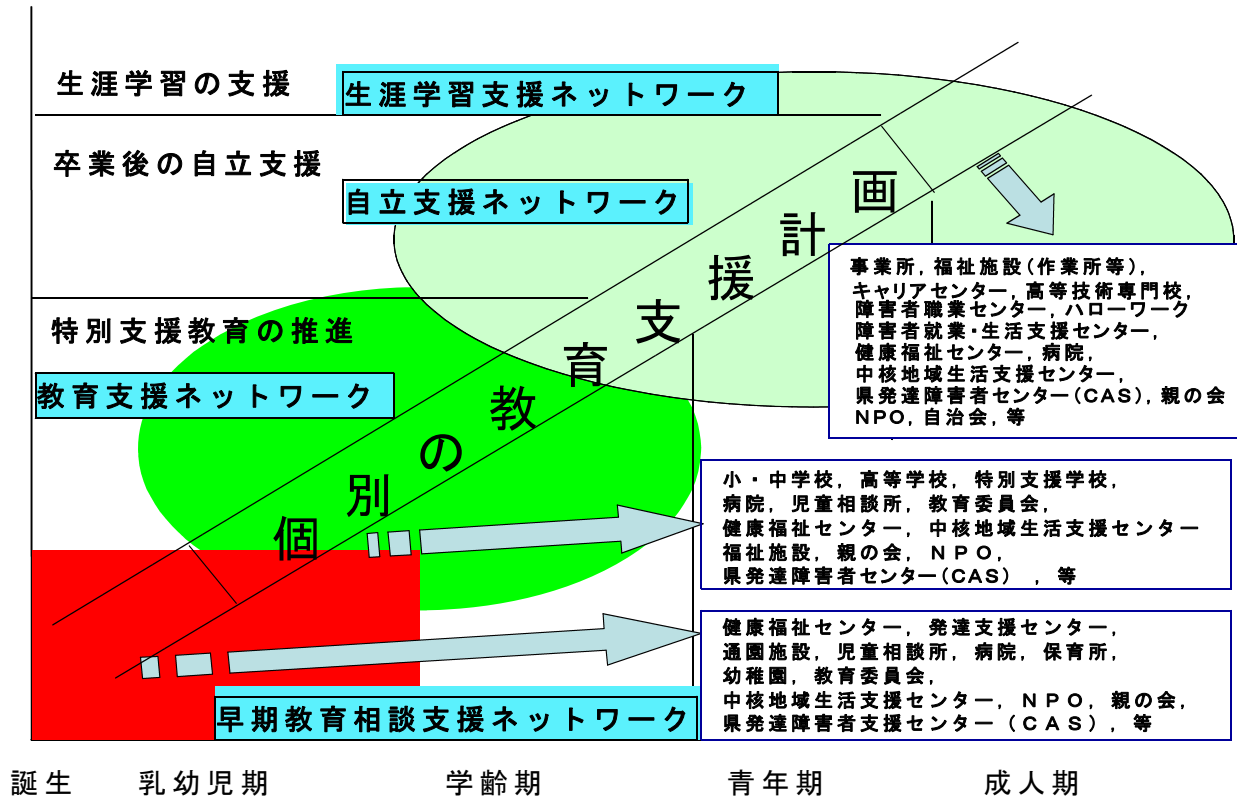 生涯学習の支援
生涯学習支援ネットワーク
卒業後の自立支援
自立支援ネットワーク
特別支援教育の推進
教育支援ネットワーク
個別の教育支援計画
事業所，福祉施設（作業所等），
キャリアセンター，高等技術専門校，
障害者職業センター，ハローワーク
障害者就業・生活支援センター，
健康福祉センター，病院，
中核地域生活支援センター，
県発達障害者センター（CAS），親の会
NPO，自治会，等
小・中学校，高等学校，特別支援学校，
病院，児童相談所，教育委員会，
健康福祉センター，中核地域生活支援センター
福祉施設，親の会，ＮＰＯ，
県発達障害者センター（CAS），等
健康福祉センター，発達支援センター，
通園施設，児童相談所，病院，保育所，
幼稚園，教育委員会，
中核地域生活支援センター，ＮＰＯ，親の会，
県発達障害者支援センター（CAS），等
早期教育相談支援ネットワーク
誕生 乳幼児期 学齢期 青年期 成人期